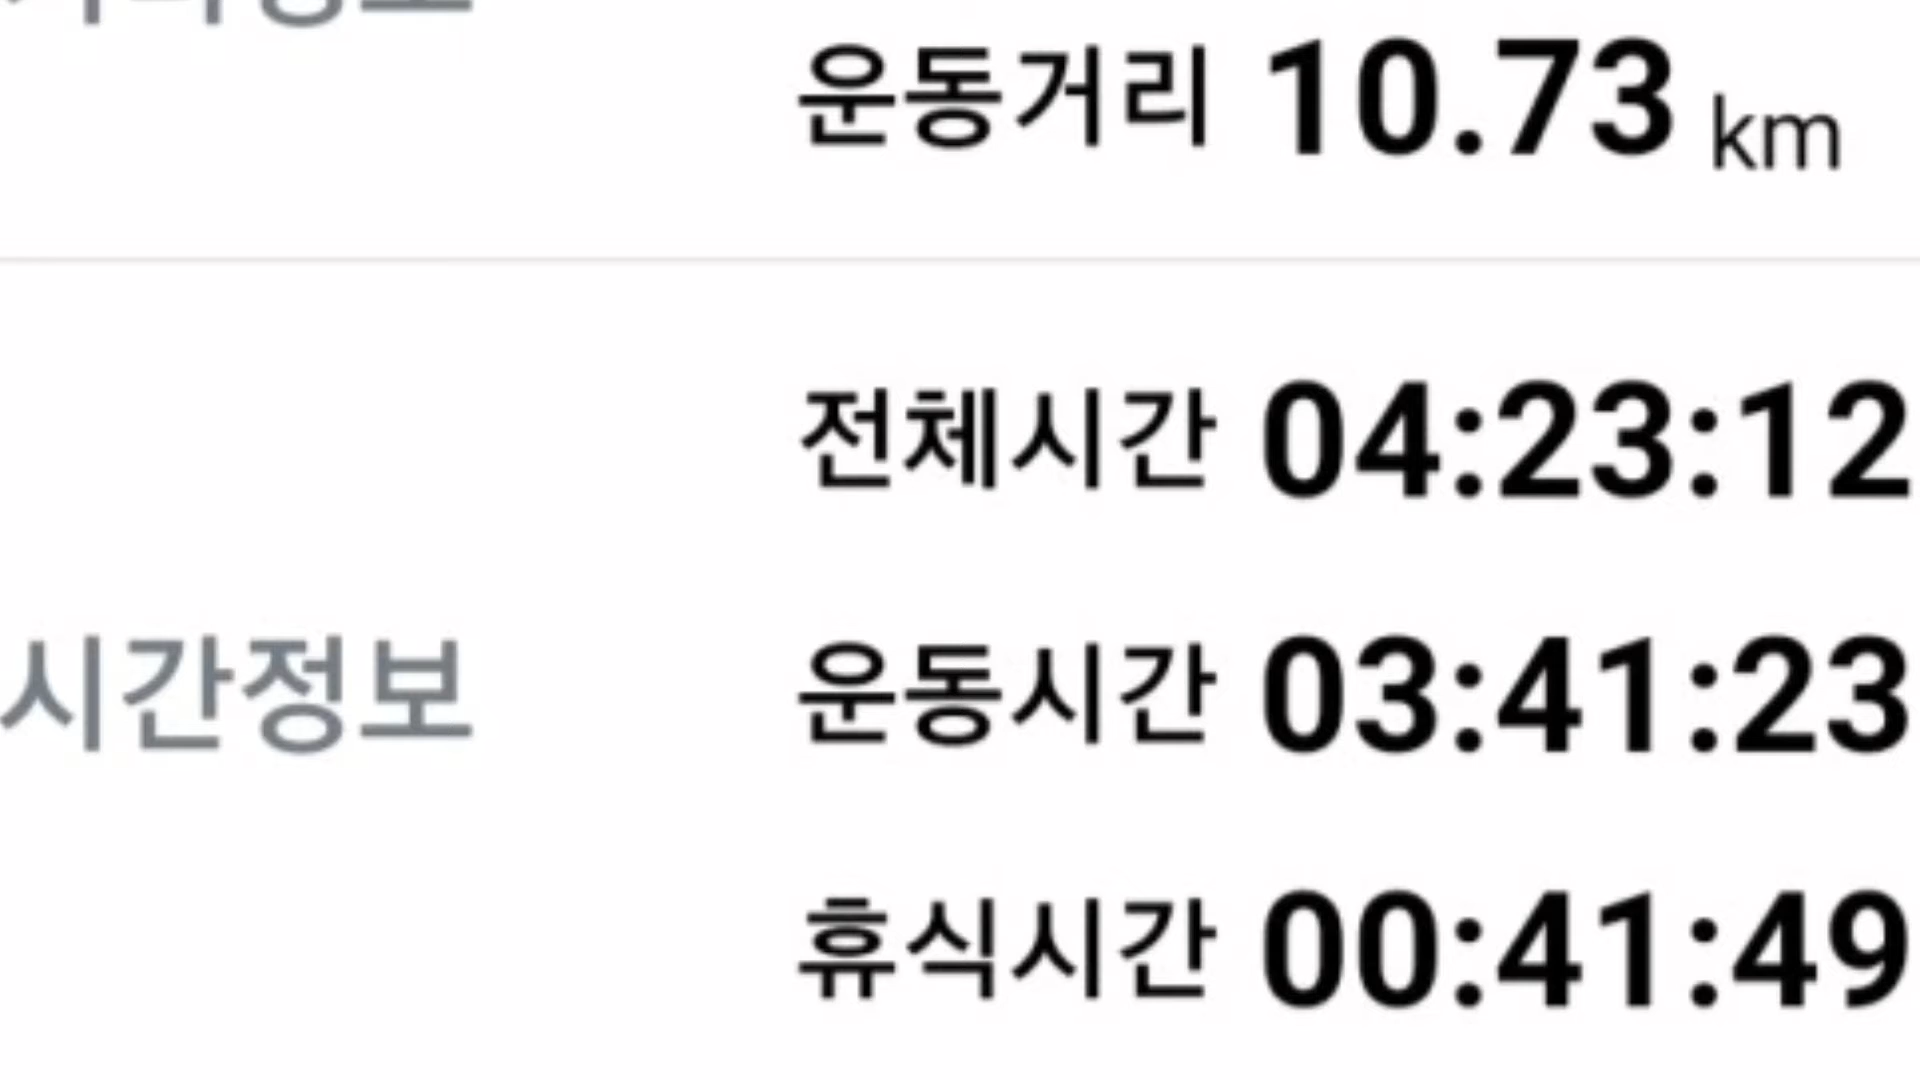 운동거리 10.73 km
전체시간 04:23:12
시간정보 운동시간 03:41:23
휴식시간 00:41:49